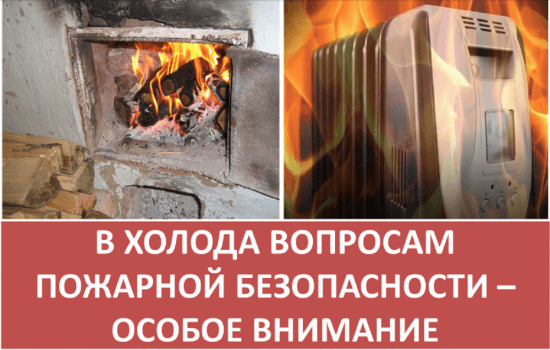 В ХОЛОДА ВОПРОСАМ
ПОЖАРНОЙ БЕЗОПАСНОСТИ –
ОСОБОЕ ВНИМАНИЕ